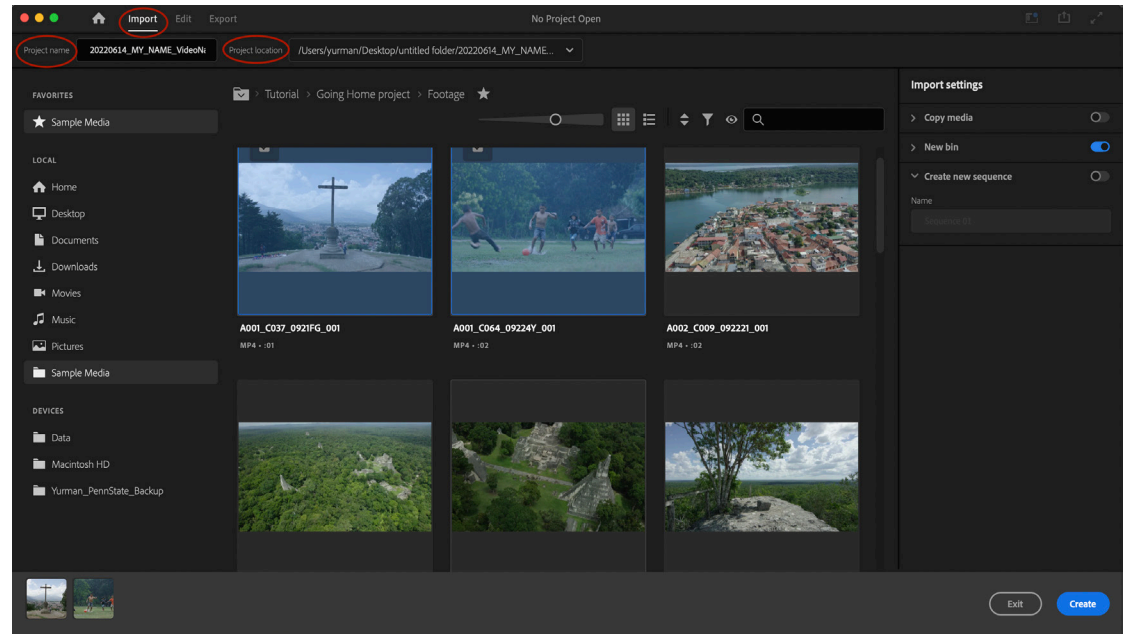 Import Edit Export No Project Open
Project name 20220614_MY_NAME_VideoNa Project location /Users/yurman/Desktop/untitled folder/20220614_MY_NAME...
FAVORITES
Sample Media
LOCAL
Home
Desktop
Documents
Downloads
Movies
Music
Pictures
Sample Media
DEVICES
Data
Macintosh HD
Yurman_PennState_Backup
Tutorial > Going Home project > Footage
A001_C037_0921FG_001
MP4 • :01
A001_C064_09224Y_001
MP4 • :02
A002_C009_092221_001
MP4 • :02
Import settings
Copy media
New bin
Create new sequence
Name
Sequence 01
Exit Create